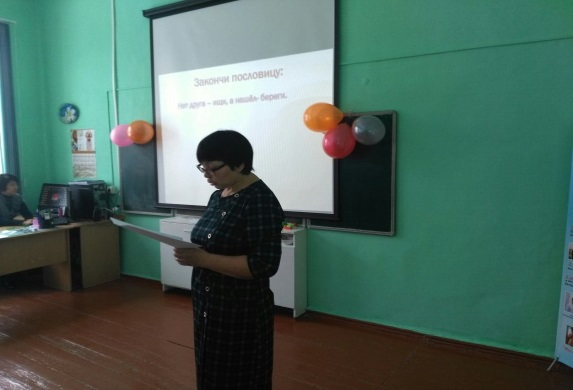 Закончи пословицу:
Нет друга – ищи, а нашёл- береги.